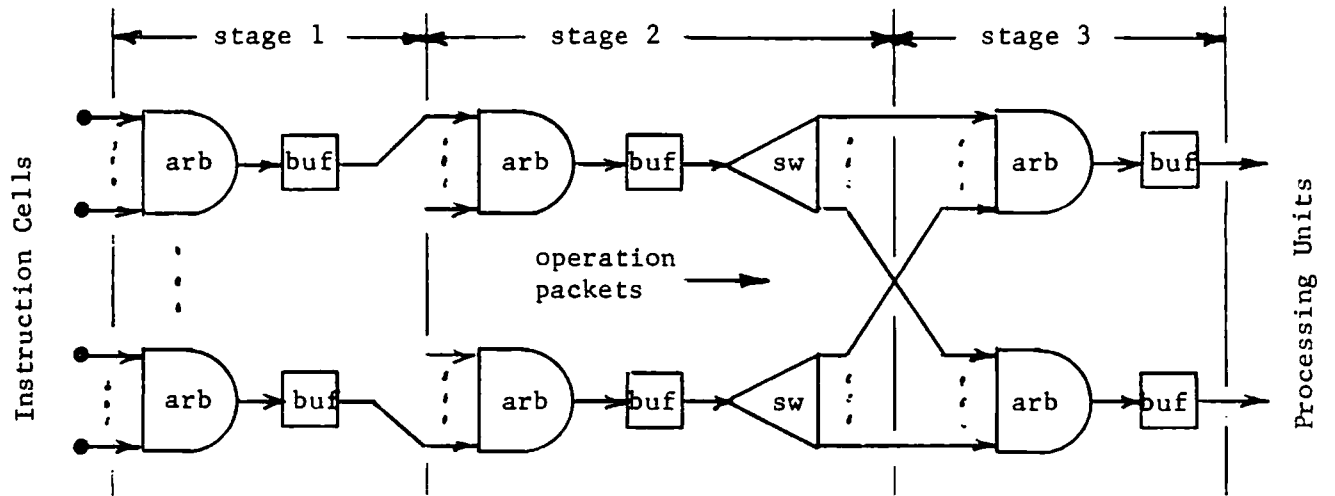 stage 1
stage 2
stage 3
Instruction Cells
arb
buf
arb
buf
sw
arb
buf
operation
packets
arb
buf
arb
buf
sw
arb
buf
Processing Units